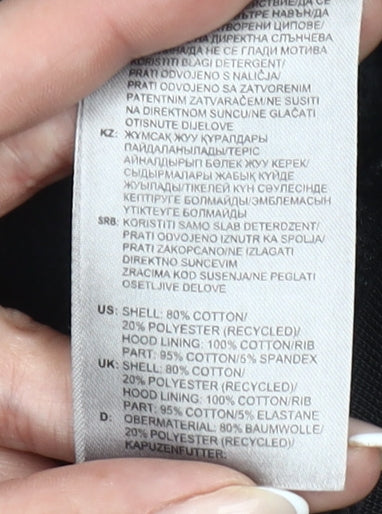 ЪТРЕ НАВЪН/ДА
ТВОРЕНИ ЦИПОВЕ/
НА ДИРЕКТНА СЛЪНЧЕВА
ДА НЕ СЕ ГЛАДИ МОТИВА
KORISTITI BLAGI DETERGENT/
PRATI ODVOJENO S NALIČJA/
PRATI ODVOJENO SA ZATVORENIM
PATENTNIM ZATVARAČEM/NE SUSITI
NA DIREKTNOM SUNCU/NE GLAČATI
OTISNUTE DIJELOVE
KZ: ЖҰМСАҚ ЖУУ ҚҰРАЛДАРЫ
ПАЙДАЛАНЫЛАДЫ/ТЕРІС
АЙНАЛДЫРЫП БӨЛЕК ЖУУ КЕРЕК/
СЫДЫРМАЛАРЫ ЖАБЫҚ КҮЙДЕ
ЖУЫЛАДЫ/ТІКЕЛЕЙ КҮН СӘУЛЕСІНДЕ
КЕПТІРУГЕ БОЛМАЙДЫ/ЭМБЛЕМАСЫН
ҮТІКТЕУГЕ БОЛМАЙДЫ
SRB: KORISTITI SAMO SLAB DETERDZENT/
PRATI ODVOJENO IZNUTR KA SPOLJA/
PRATI ZAKOPCANO/NE IZLAGATI
DIREKTNO SUNCEVIM
ZRACIMA KOD SUSENJA/NE PEGLATI
OSETLJIVE DELOVE
US: SHELL: 80% COTTON/
20% POLYESTER (RECYCLED)/
HOOD LINING: 100% COTTON/RIB
PART: 95% COTTON/5% SPANDEX
UK: SHELL: 80% COTTON/
20% POLYESTER (RECYCLED)/
HOOD LINING: 100% COTTON/RIB
PART: 95% COTTON/5% ELASTANE
D: OBERMATERIAL: 80% BAUMWOLLE/
20% POLYESTER (RECYCLED)/
KAPUZENFUTTER: